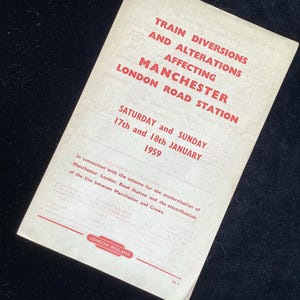 TRAIN DIVERSIONS
AND ALTERATIONS
AFFECTING
MANCHESTER
LONDON ROAD STATION
SATURDAY and SUNDAY
17th and 18th JANUARY
1959
In connection with the scheme for the modernisation of
Manchester London Road Station and the electrification
of the line between Manchester and Crewe.
LONDON MIDLAND